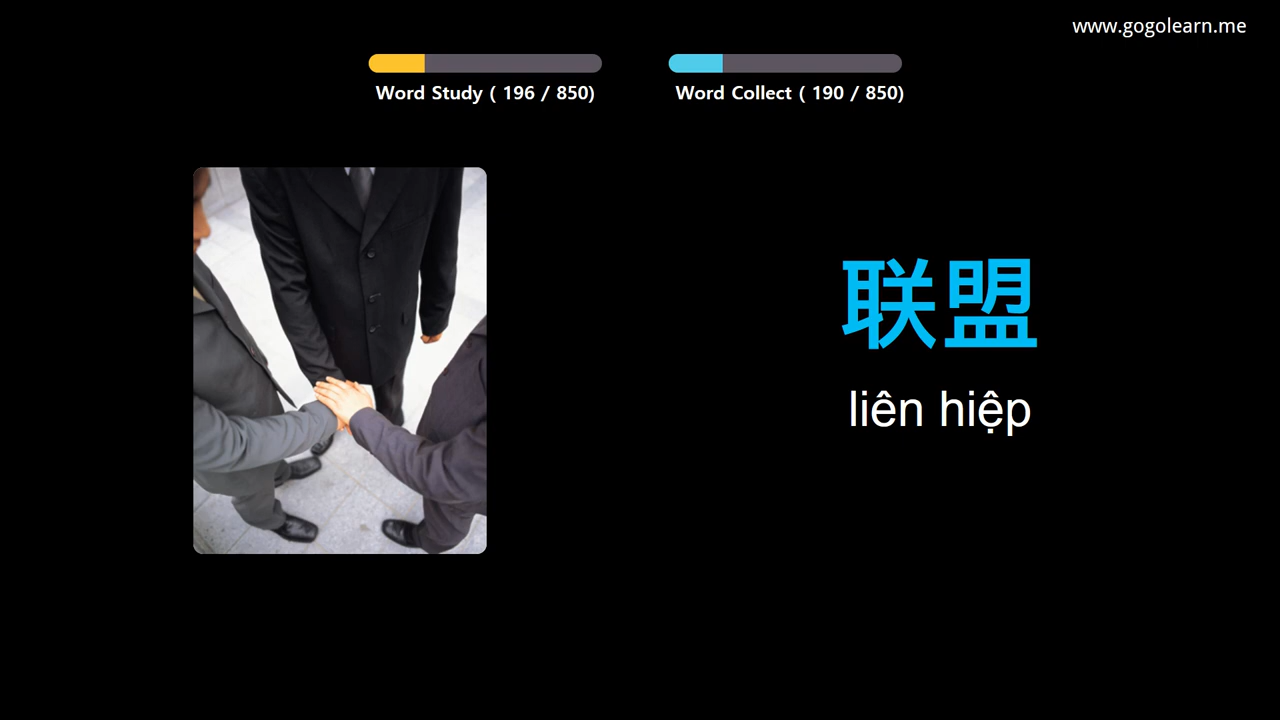 www.gogolearn.me
Word Study ( 196 / 850)
Word Collect ( 190 / 850)
联盟
liên hiệp